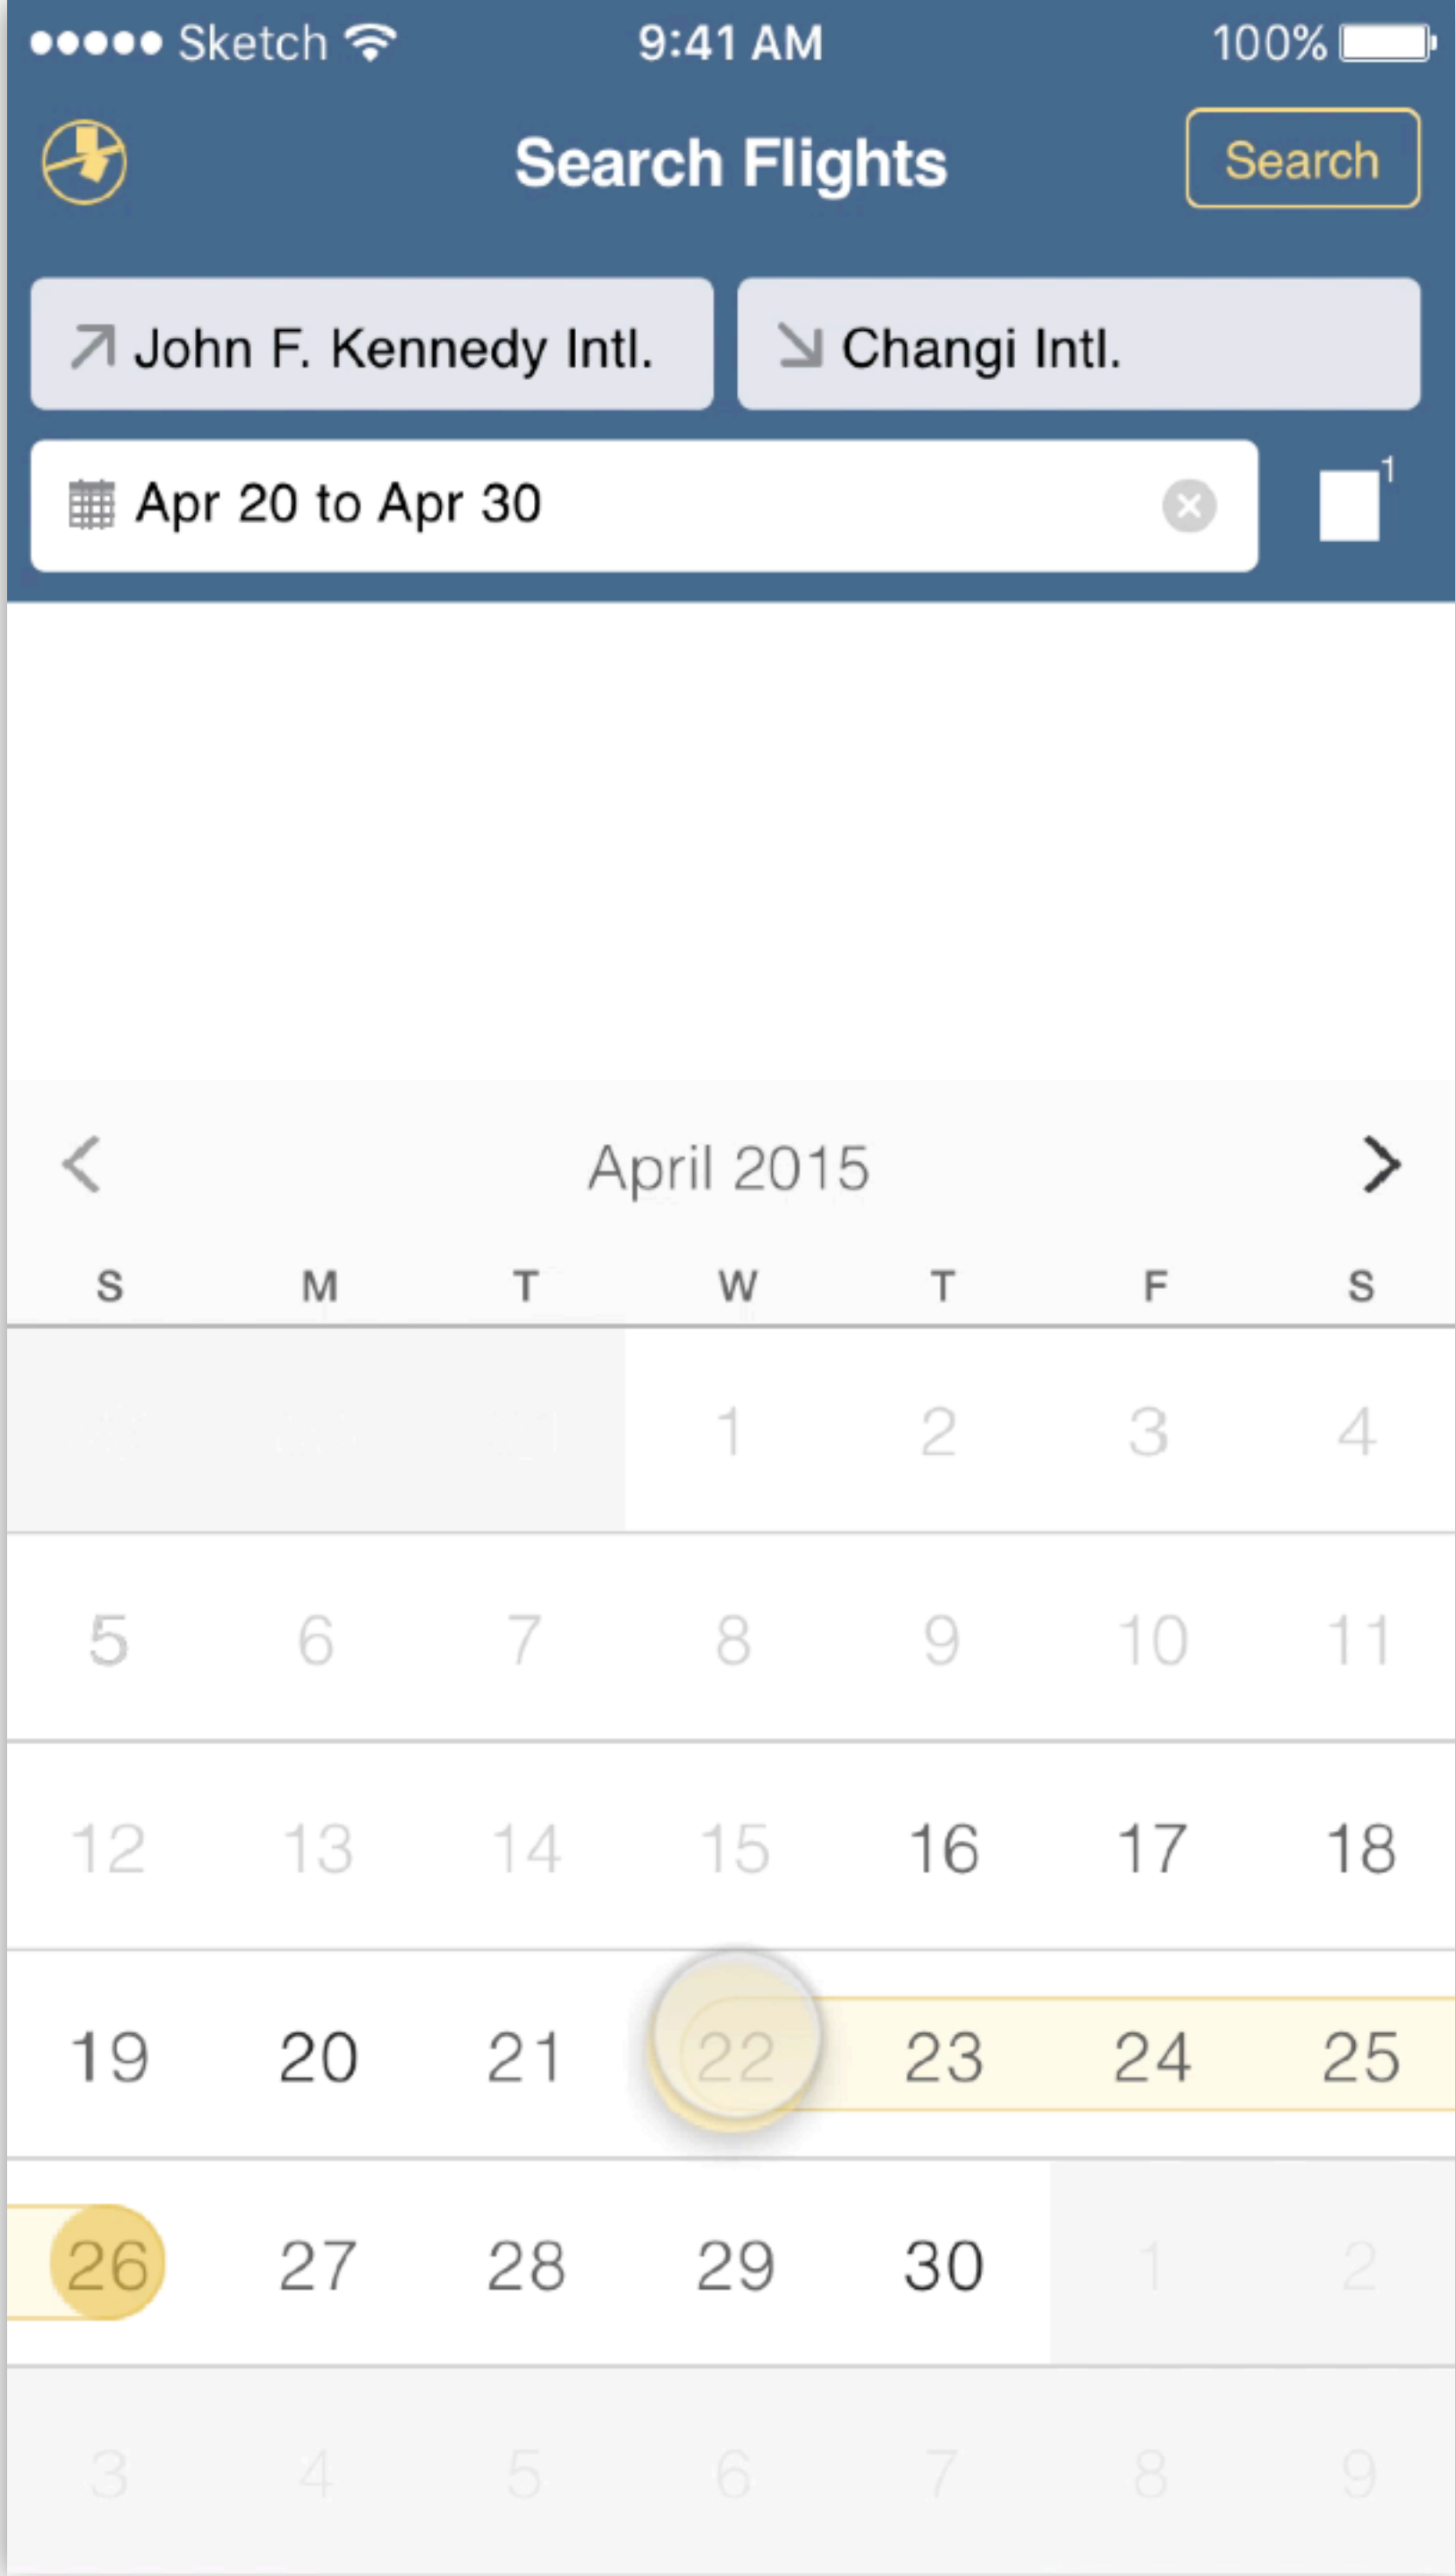 Sketch 9:41 AM 100%
Search Flights Search
John F. Kennedy Intl. Changi Intl.
Apr 20 to Apr 30 1
April 2015
S M T W T F S
1 2 3 4
5 6 7 8 9 10 11
12 13 14 15 16 17 18
19 20 21 22 23 24 25
26 27 28 29 30 1 2
3 4 5 6 7 8 9